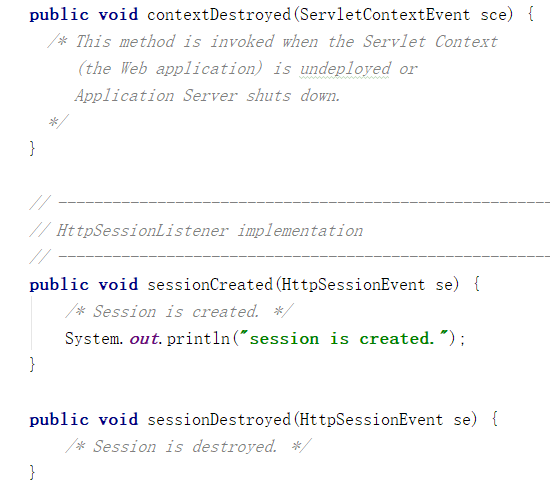 public void contextDestroyed(ServletContextEvent sce) {
/* This method is invoked when the Servlet Context
(the Web application) is undeployed or
Application Server shuts down.
*/
}
// -------------------------------------------------------
// HttpSessionListener implementation
// -------------------------------------------------------
public void sessionCreated(HttpSessionEvent se) {
/* Session is created. */
System.out.println("session is created.");
}
public void sessionDestroyed(HttpSessionEvent se) {
/* Session is destroyed. */
}